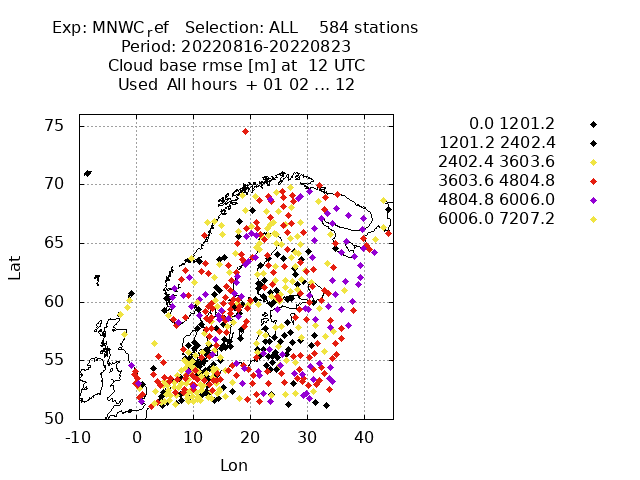 Exp: MNWC_ref   Selection: ALL    584 stations
Period: 20220816-20220823
Cloud base rmse [m] at  12 UTC
Used  All hours  + 01 02 ... 12
0.0 1201.2
1201.2 2402.4
2402.4 3603.6
3603.6 4804.8
4804.8 6006.0
6006.0 7207.2
75
70
65
60
55
50
Lat
-10 0 10 20 30 40
Lon